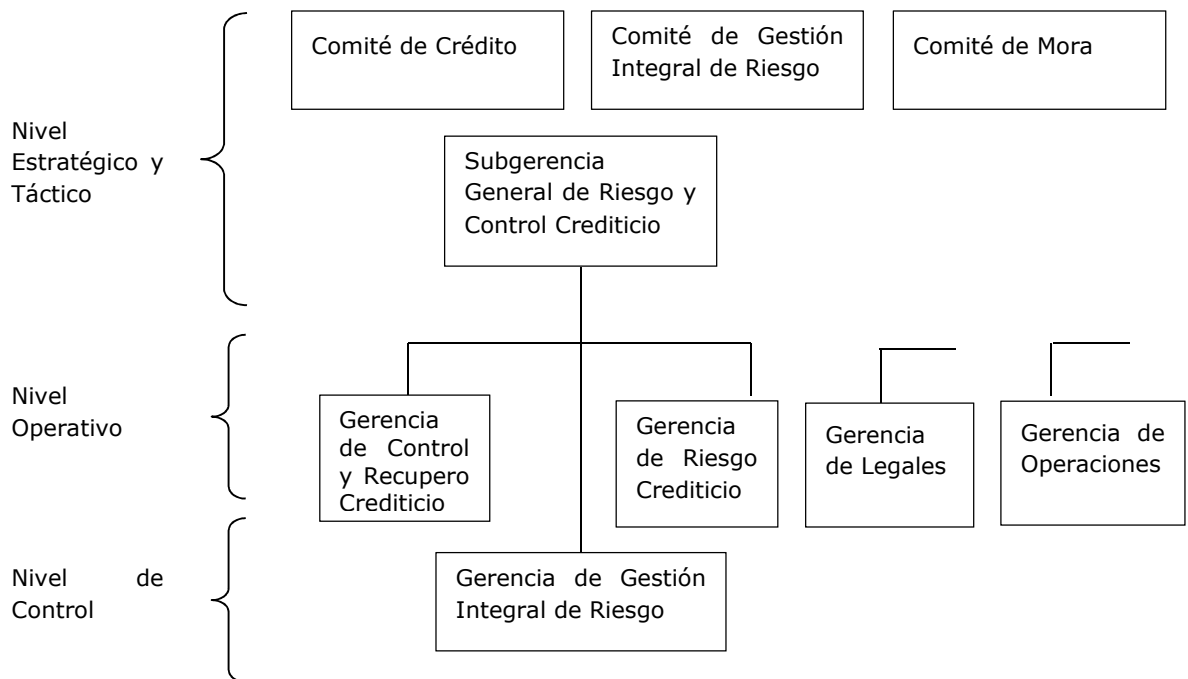 Comité de Crédito
Comité de Gestión
Integral de Riesgo
Comité de Mora
Nivel
Estratégico y
Táctico
Subgerencia
General de Riesgo y
Control Crediticio
Nivel
Operativo
Gerencia
de Control
y Recupero
Crediticio
Gerencia
de Riesgo
Crediticio
Gerencia
de Legales
Gerencia de
Operaciones
Nivel de
Control
Gerencia de Gestión
Integral de Riesgo